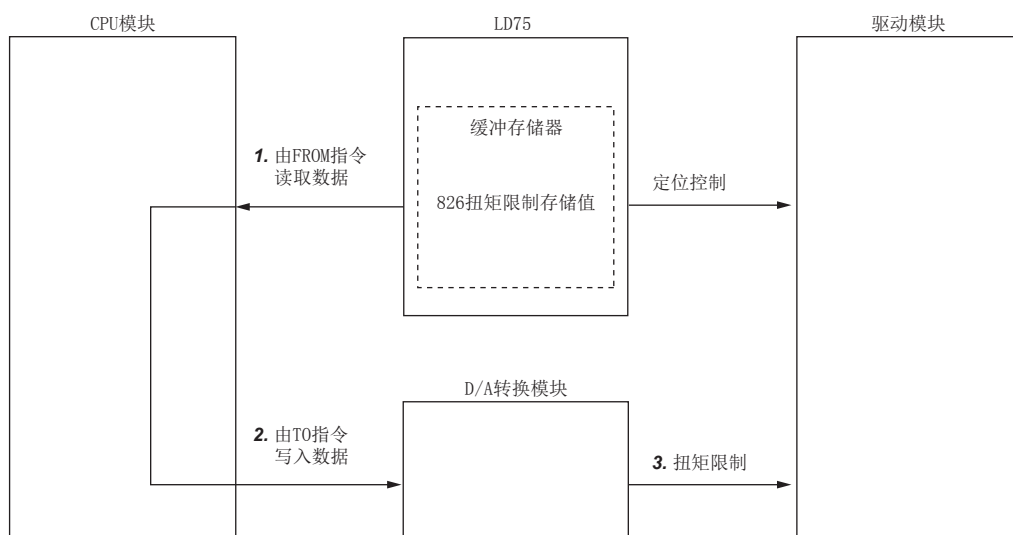 CPU模块
LD75
驱动模块
缓冲存储器
1. 由FROM指令
读取数据
826扭矩限制存储值
定位控制
D/A转换模块
2. 由TO指令
写入数据
3. 扭矩限制